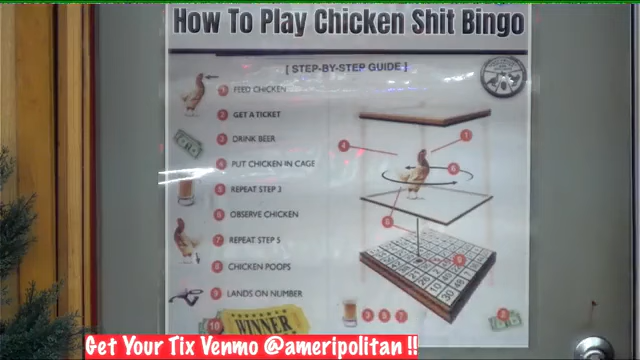 How To Play Chicken Shit Bingo
[ STEP-BY-STEP GUIDE ]
1 FEED CHICKEN
2 GET A TICKET
3 DRINK BEER
4 PUT CHICKEN IN CAGE
5 REPEAT STEP 3
6 OBSERVE CHICKEN
7 REPEAT STEP 5
8 CHICKEN POOPS
9 LANDS ON NUMBER
10 WINNER
Get Your Tix Venmo @ameripolitan !!